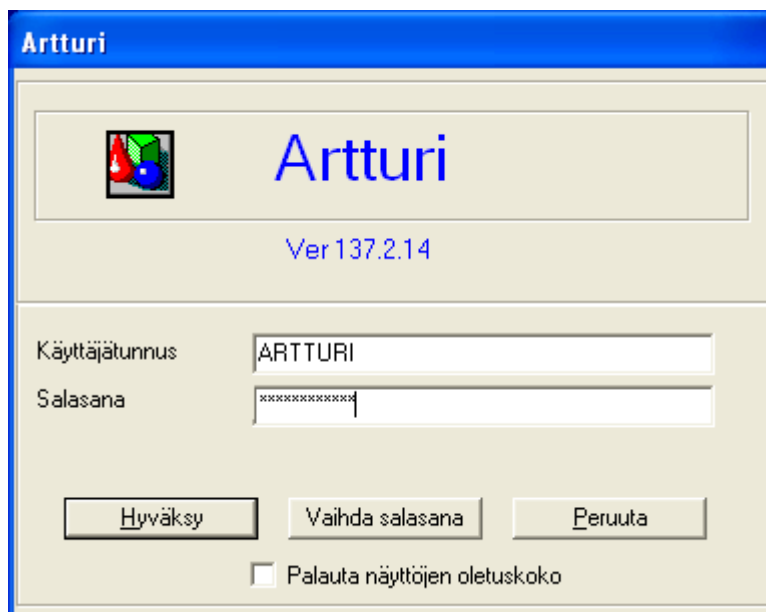 Artturi
Artturi
Ver 137.2.14
Käyttäjätunnus ARTTURI
Salasana ************
Hyväksy Vaihda salasana Peruuta
Palauta näyttöjen oletuskoko